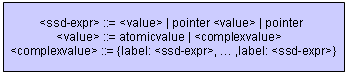 <ssd-expr> ::= <value> | pointer <value> | pointer
<value> ::= atomicvalue | <complexvalue>
<complexvalue> ::= {label: <ssd-expr>, … ,label: <ssd-expr>}